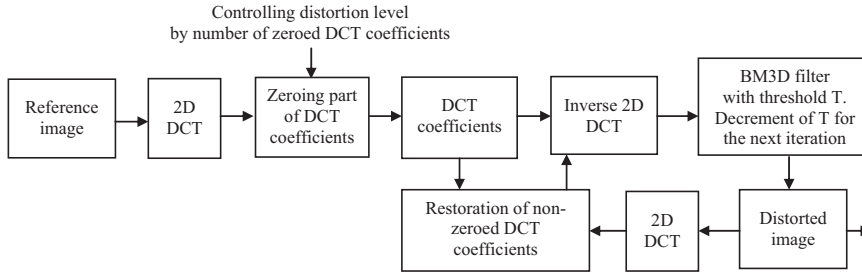 Controlling distortion level
by number of zeroed DCT coefficients
Reference
image
2D
DCT
Zeroing part
of DCT
coefficients
DCT
coefficients
Inverse 2D
DCT
BM3D filter
with threshold T.
Decrement of T for
the next iteration
Restoration of non-
zeroed DCT
coefficients
2D
DCT
Distorted
image